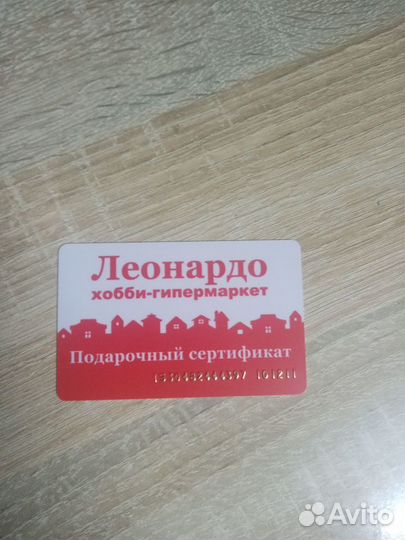 Леонардо
хобби-гипермаркет
Подарочный сертификат
Avito